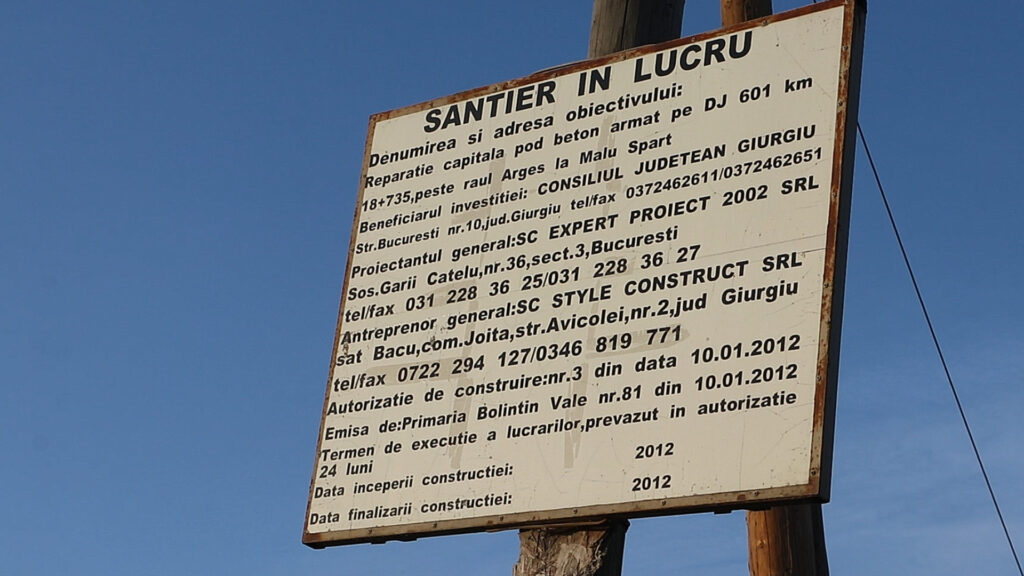 SANTIER IN LUCRU
Denumirea si adresa obiectivului:
Reparatie capitala pod beton armat pe DJ 601 km
18+735,peste raul Arges la Malu Spart
Beneficiarul investitiei: CONSILIUL JUDETEAN GIURGIU
Str.Bucuresti nr.10,jud.Giurgiu tel/fax 0372462611/0372462651
Proiectantul general:SC EXPERT PROIECT 2002 SRL
Sos.Garii Catelu,nr.36,sect.3,Bucuresti
tel/fax 031 228 36 25/031 228 36 27
Antreprenor general:SC STYLE CONSTRUCT SRL
sat Bacu,com.Joita,str.Avicolei,nr.2,jud Giurgiu
tel/fax 0722 294 127/0346 819 771
Autorizatie de construire:nr.3 din data 10.01.2012
Emisa de:Primaria Bolintin Vale nr.81 din 10.01.2012
Termen de executie a lucrarilor,prevazut in autorizatie
24 luni
Data inceperii constructiei: 2012
Data finalizarii constructiei: 2012